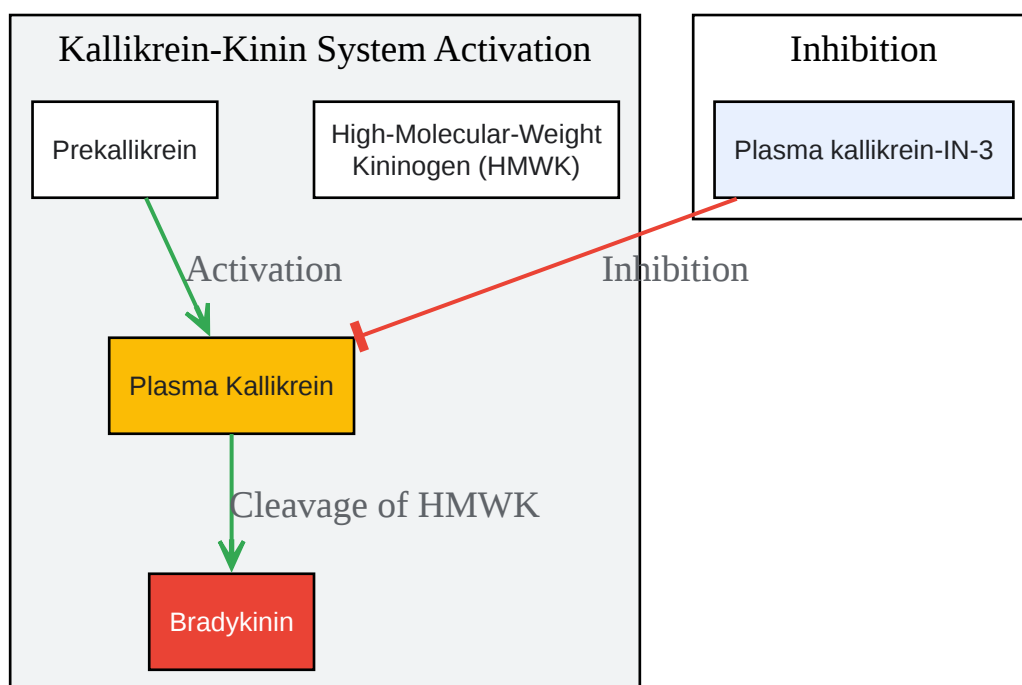 Kallikrein-Kinin System Activation
Inhibition
Prekallikrein
High-Molecular-Weight
Kininogen (HMWK)
Plasma kallikrein-IN-3
Activation
Inhibition
Plasma Kallikrein
Cleavage of HMWK
Bradykinin